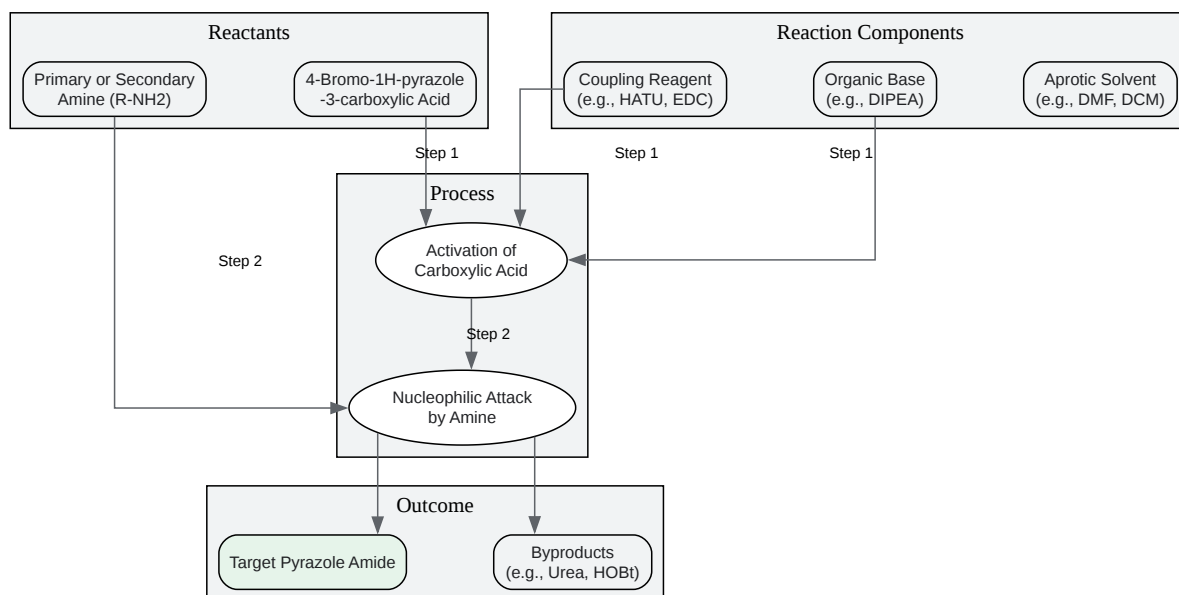 Reactants
Reaction Components
Primary or Secondary
Amine (R-NH2)
4-Bromo-1H-pyrazole
-3-carboxylic Acid
Coupling Reagent
(e.g., HATU, EDC)
Organic Base
(e.g., DIPEA)
Aprotic Solvent
(e.g., DMF, DCM)
Step 1
Step 1
Step 1
Process
Activation of
Carboxylic Acid
Step 2
Step 2
Nucleophilic Attack
by Amine
Outcome
Target Pyrazole Amide
Byproducts
(e.g., Urea, HOBt)